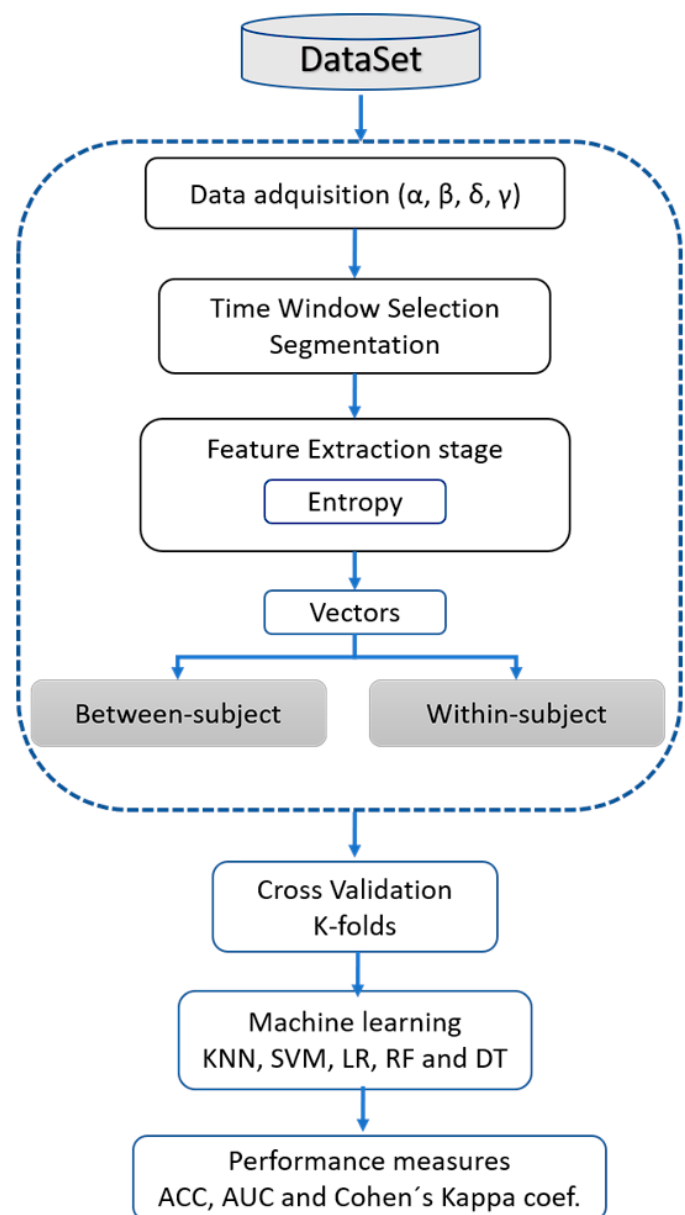 DataSet
Data adquisition (α, β, δ, γ)
Time Window Selection
Segmentation
Feature Extraction stage
Entropy
Vectors
Between-subject
Within-subject
Cross Validation
K-folds
Machine learning
KNN, SVM, LR, RF and DT
Performance measures
ACC, AUC and Cohen´s Kappa coef.